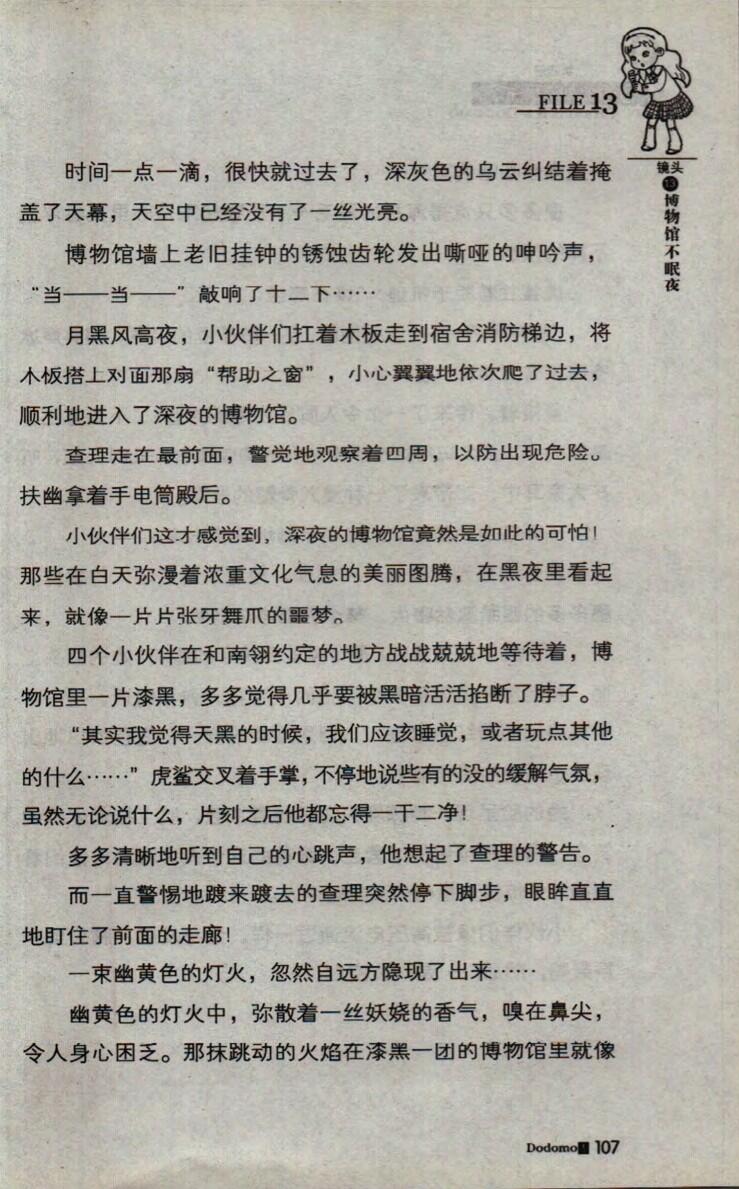 FILE 13
镜头
13
博物馆不眠夜
时间一点一滴，很快就过去了，深灰色的乌云纠结着掩
盖了天幕，天空中已经没有了一丝光亮。
博物馆墙上老旧挂钟的锈蚀齿轮发出嘶哑的呻吟声，
“当——当——”敲响了十二下……
月黑风高夜，小伙伴们扛着木板走到宿舍消防梯边，将
木板搭上对面那扇“帮助之窗”，小心翼翼地依次爬了过去，
顺利地进入了深夜的博物馆。
查理走在最前面，警觉地观察着四周，以防出现危险。
扶幽拿着手电筒殿后。
小伙伴们这才感觉到，深夜的博物馆竟然是如此的可怕！
那些在白天弥漫着浓重文化气息的美丽图腾，在黑夜里看起
来，就像一片片张牙舞爪的噩梦。
四个小伙伴在和南翎约定的地方战战兢兢地等待着，博
物馆里一片漆黑，多多觉得几乎要被黑暗活活掐断了脖子。
“其实我觉得天黑的时候，我们应该睡觉，或者玩点其他
的什么……”虎鲨交叉着手掌，不停地说些有的没的缓解气氛，
虽然无论说什么，片刻之后他都忘得一干二净！
多多清晰地听到自己的心跳声，他想起了查理的警告。
而一直警惕地踱来踱去的查理突然停下脚步，眼眸直直
地盯住了前面的走廊！
一束幽黄色的灯火，忽然自远方隐现了出来……
幽黄色的灯火中，弥散着一丝妖娆的香气，嗅在鼻尖，
令人身心困乏。那抹跳动的火焰在漆黑一团的博物馆里就像
Dodomo! 107